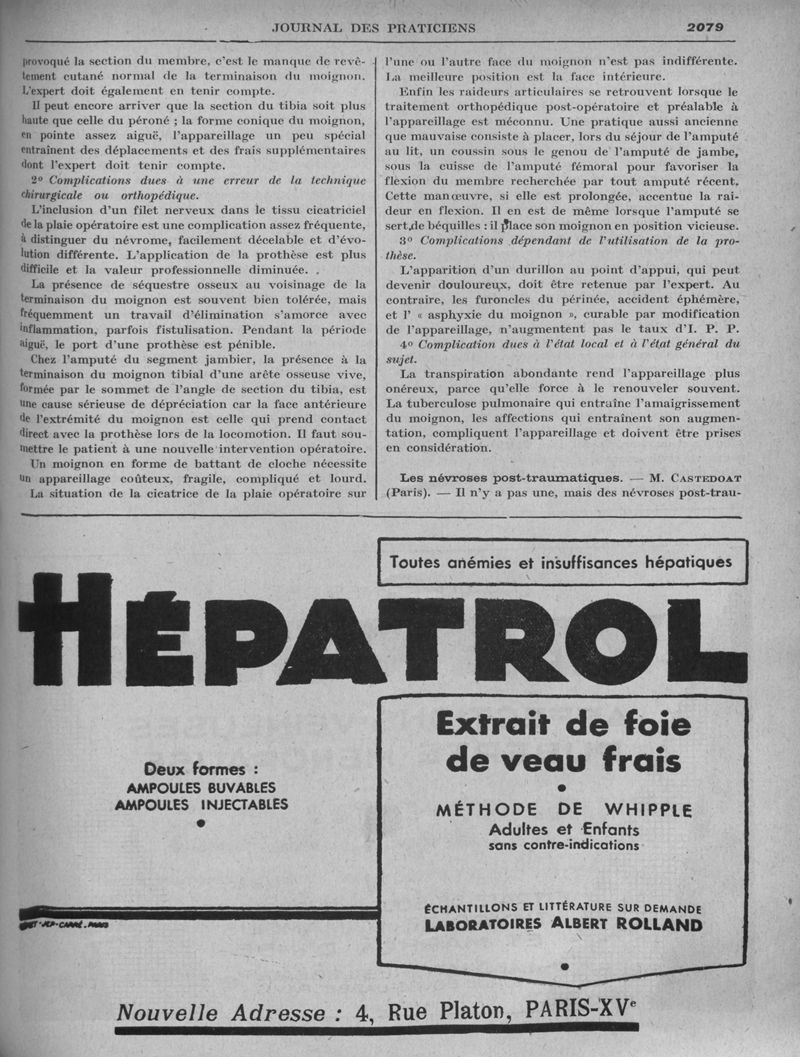 JOURNAL DES PRATICIENS 2079
provoqué la section du membre, c'est le manque de revê-
tement cutané normal de la terminaison du moignon.
L'expert doit également en tenir compte.
Il peut encore arriver que la section du tibia soit plus
haute que celle du péroné ; la forme conique du moignon,
en pointe assez aiguë, l'appareillage un peu spécial
entraînent des déplacements et des frais supplémentaires
dont l'expert doit tenir compte.
2° Complications dues à une erreur de la technique
chirurgicale ou orthopédique.
L'inclusion d'un filet nerveux dans le tissu cicatriciel
de la plaie opératoire est une complication assez fréquente,
à distinguer du névrome, facilement décelable et d'évo-
lution différente. L'application de la prothèse est plus
difficile et la valeur professionnelle diminuée.
La présence de séquestre osseux au voisinage de la
terminaison du moignon est souvent bien tolérée, mais
fréquemment un travail d'élimination s'amorce avec
inflammation, parfois fistulisation. Pendant la période
aiguë, le port d'une prothèse est pénible.
Chez l'amputé du segment jambier, la présence à la
terminaison du moignon tibial d'une arête osseuse vive,
formée par le sommet de l'angle de section du tibia, est
une cause sérieuse de dépréciation car la face antérieure
de l'extrémité du moignon est celle qui prend contact
direct avec la prothèse lors de la locomotion. Il faut sou-
mettre le patient à une nouvelle intervention opératoire.
Un moignon en forme de battant de cloche nécessite
un appareillage coûteux, fragile, compliqué et lourd.
La situation de la cicatrice de la plaie opératoire sur
l'une ou l'autre face du moignon n'est pas indifférente.
La meilleure position est la face intérieure.
Enfin les raideurs articulaires se retrouvent lorsque le
traitement orthopédique post-opératoire et préalable à
l'appareillage est méconnu. Une pratique aussi ancienne
que mauvaise consiste à placer, lors du séjour de l'amputé
au lit, un coussin sous le genou de l'amputé de jambe,
sous la cuisse de l'amputé fémoral pour favoriser la
flexion du membre recherchée par tout amputé récent.
Cette manœuvre, si elle est prolongée, accentue la rai-
deur en flexion. Il en est de même lorsque l'amputé se
sert de béquilles : il place son moignon en position vicieuse.
3° Complications dépendant de l'utilisation de la pro-
thèse.
L'apparition d'un durillon au point d'appui, qui peut
devenir douloureux, doit être retenue par l'expert. Au
contraire, les furoncles du périnée, accident éphémère,
et l' « asphyxie du moignon », curable par modification
de l'appareillage, n'augmentent pas le taux d'I. P. P.
4° Complication dues à l'état local et à l'état général du
sujet.
La transpiration abondante rend l'appareillage plus
onéreux, parce qu'elle force à le renouveler souvent.
La tuberculose pulmonaire qui entraîne l'amaigrissement
du moignon, les affections qui entraînent son augmen-
tation, compliquent l'appareillage et doivent être prises
en considération.
Les névroses post-traumatiques. — M. CASTEDOAT
(Paris). — Il n'y a pas une, mais des névroses post-trau-
Toutes anémies et insuffisances hépatiques
HÉPATROL
Deux formes :
AMPOULES BUVABLES
AMPOULES INJECTABLES
Extrait de foie
de veau frais
MÉTHODE DE WHIPPLE
Adultes et Enfants
sans contre-indications
ÉCHANTILLONS ET LITTÉRATURE SUR DEMANDE
LABORATOIRES ALBERT ROLLAND
Nouvelle Adresse : 4, Rue Platon, PARIS-XVe